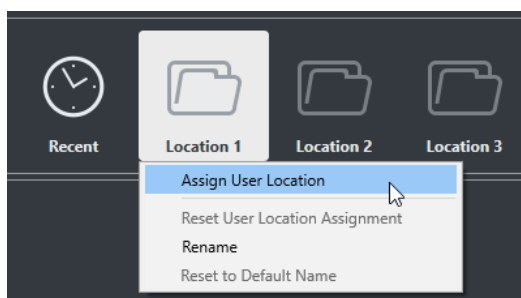 Recent
Location 1
Location 2
Location 3
Assign User Location
Reset User Location Assignment
Rename
Reset to Default Name